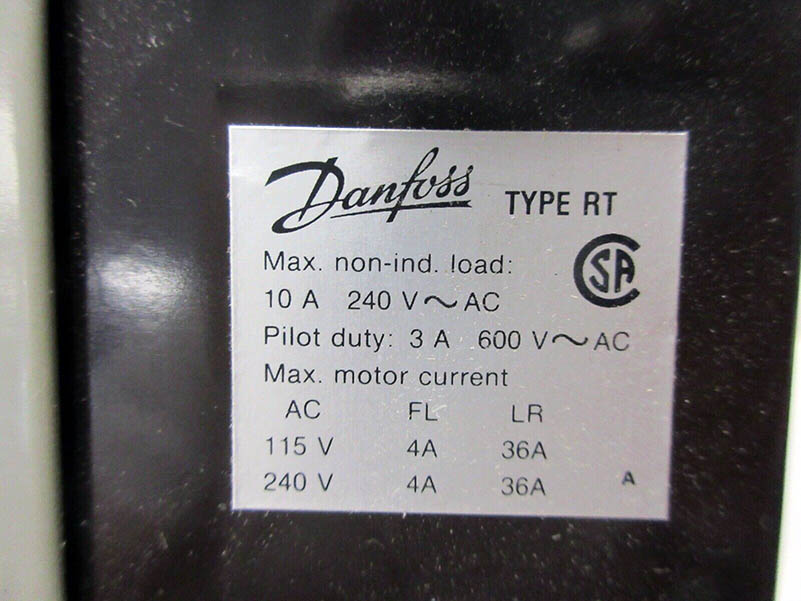 Danfoss TYPE RT
Max. non-ind. load:
SA
10 A 240 V ~ AC
Pilot duty: 3 A 600 V ~ AC
Max. motor current
AC FL LR
115 V 4A 36A
240 V 4A 36A A